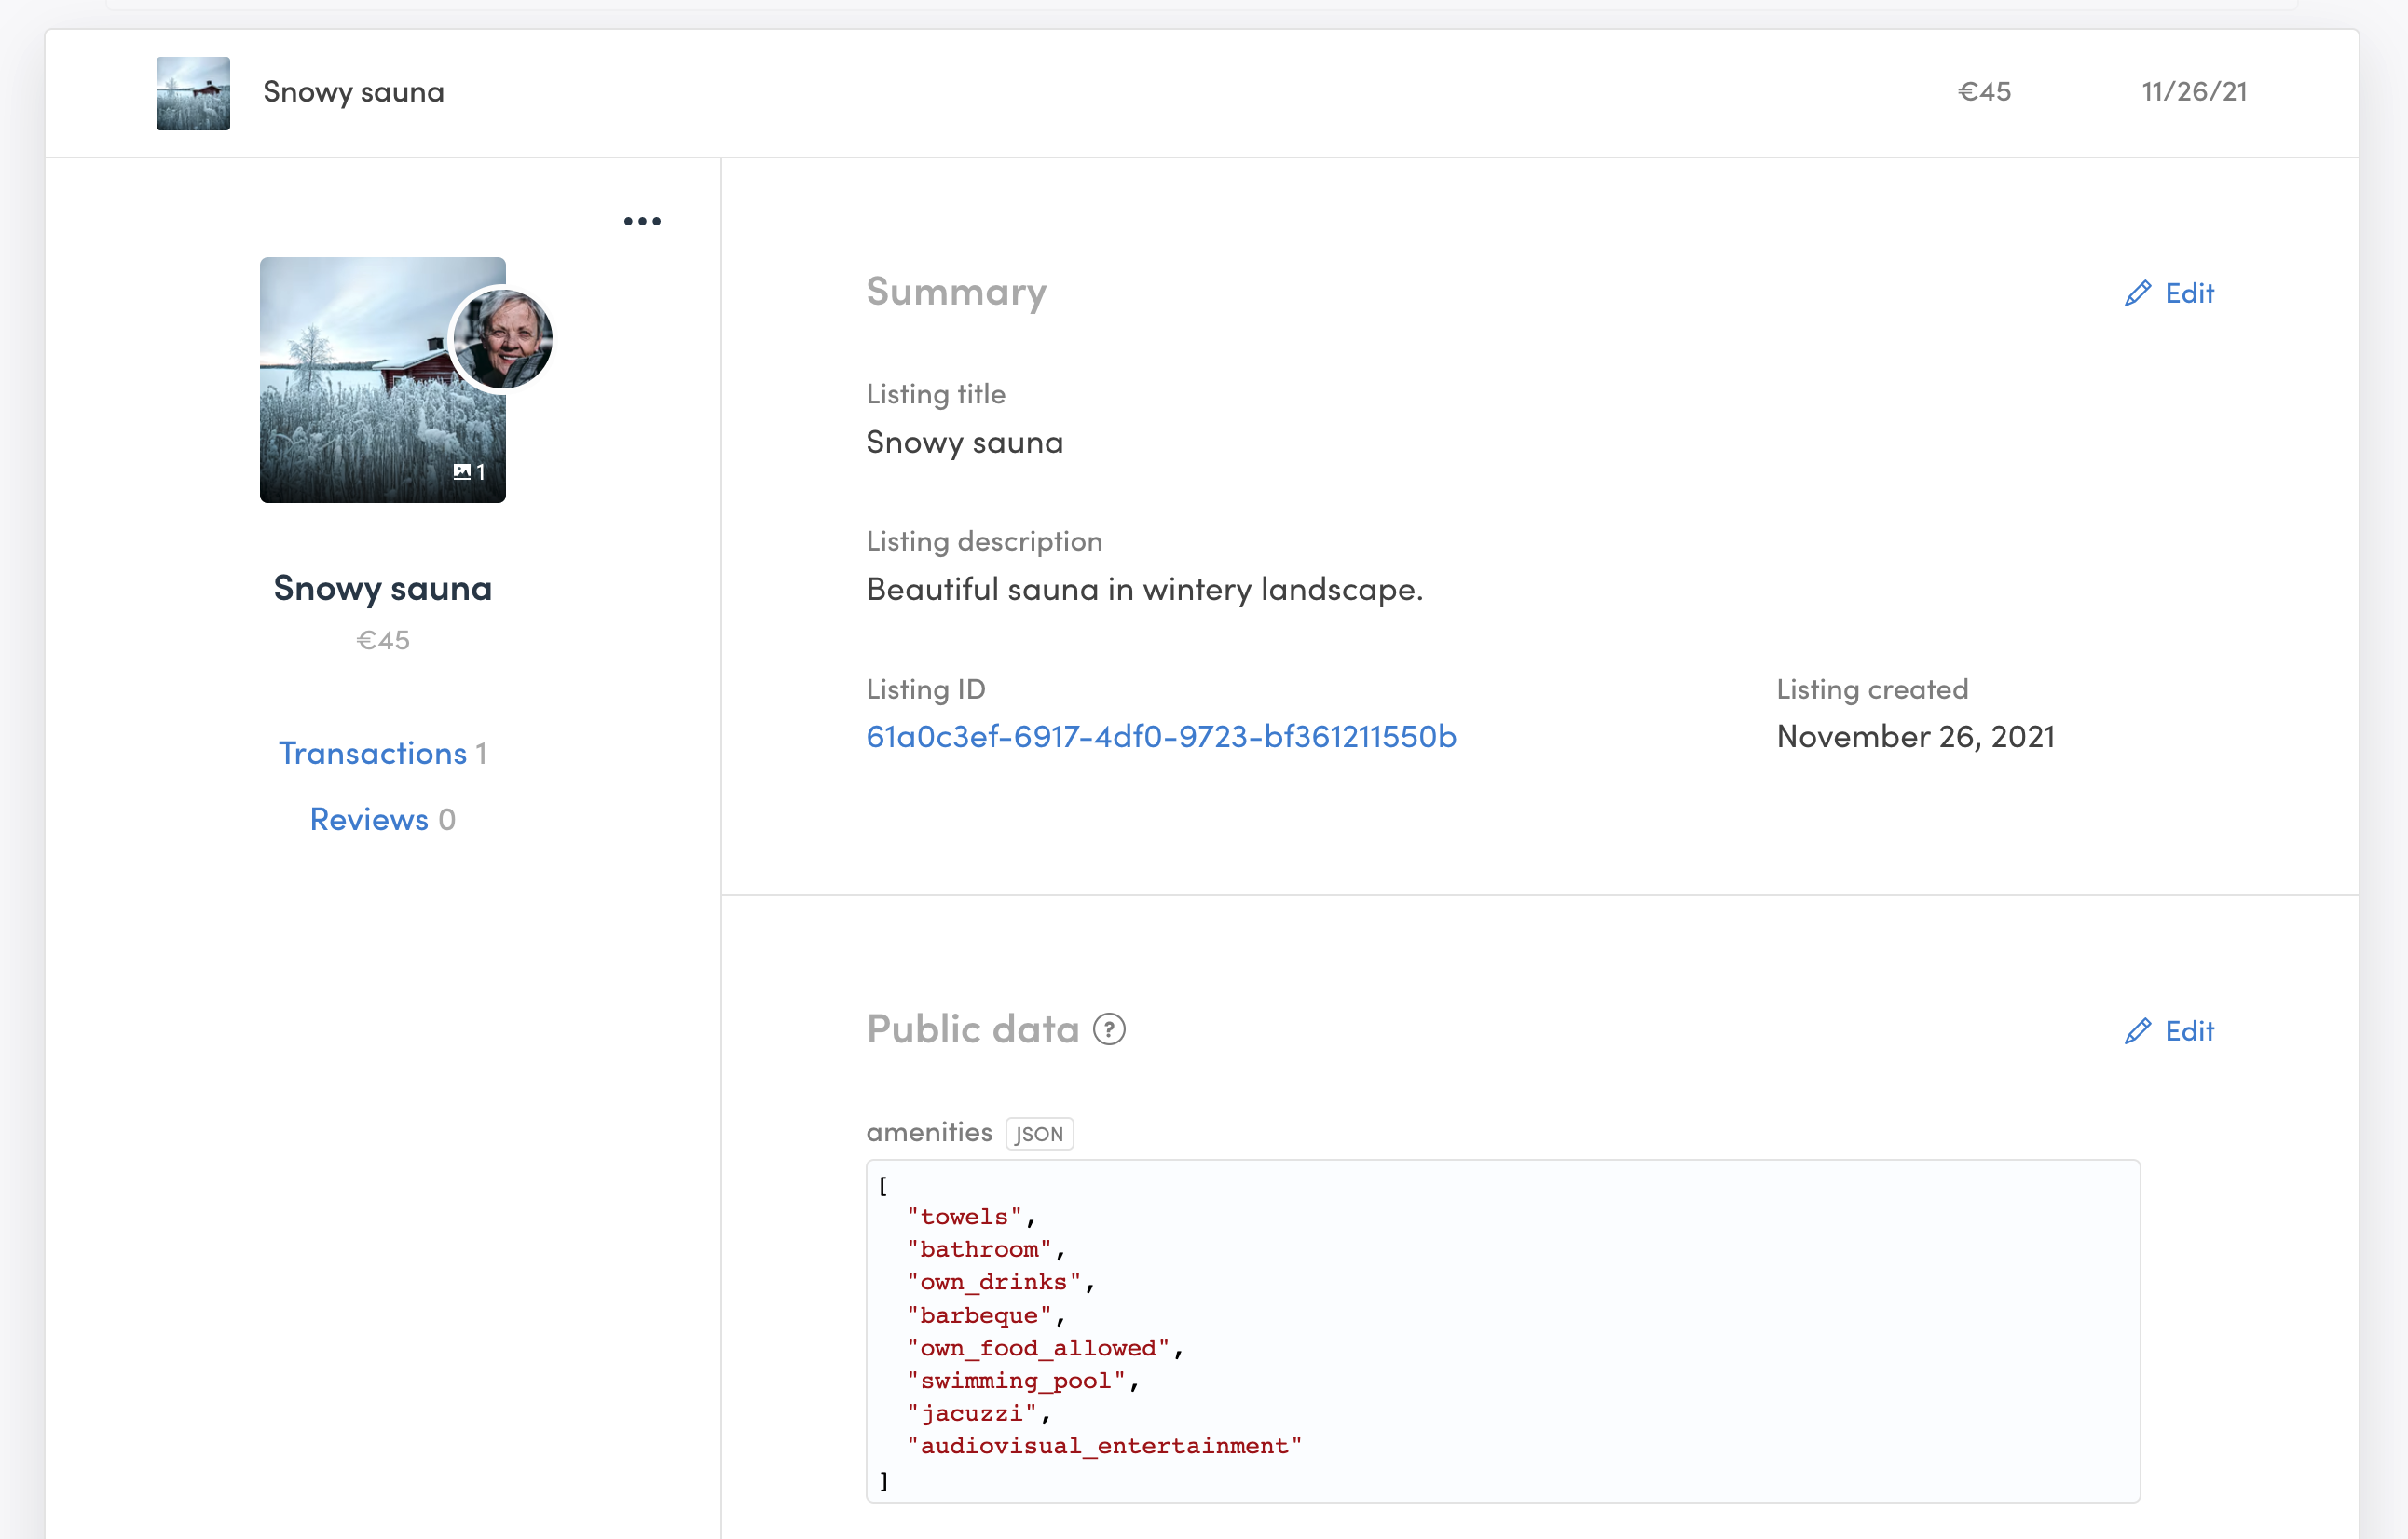 Snowy sauna €45 11/26/21
1
Snowy sauna
€45
Transactions 1
Reviews 0
Summary Edit
Listing title
Snowy sauna
Listing description
Beautiful sauna in wintery landscape.
Listing ID Listing created
61a0c3ef-6917-4df0-9723-bf361211550b November 26, 2021
Public data ? Edit
amenities JSON
[
"towels",
"bathroom",
"own_drinks",
"barbeque",
"own_food_allowed",
"swimming_pool",
"jacuzzi",
"audiovisual_entertainment"
]